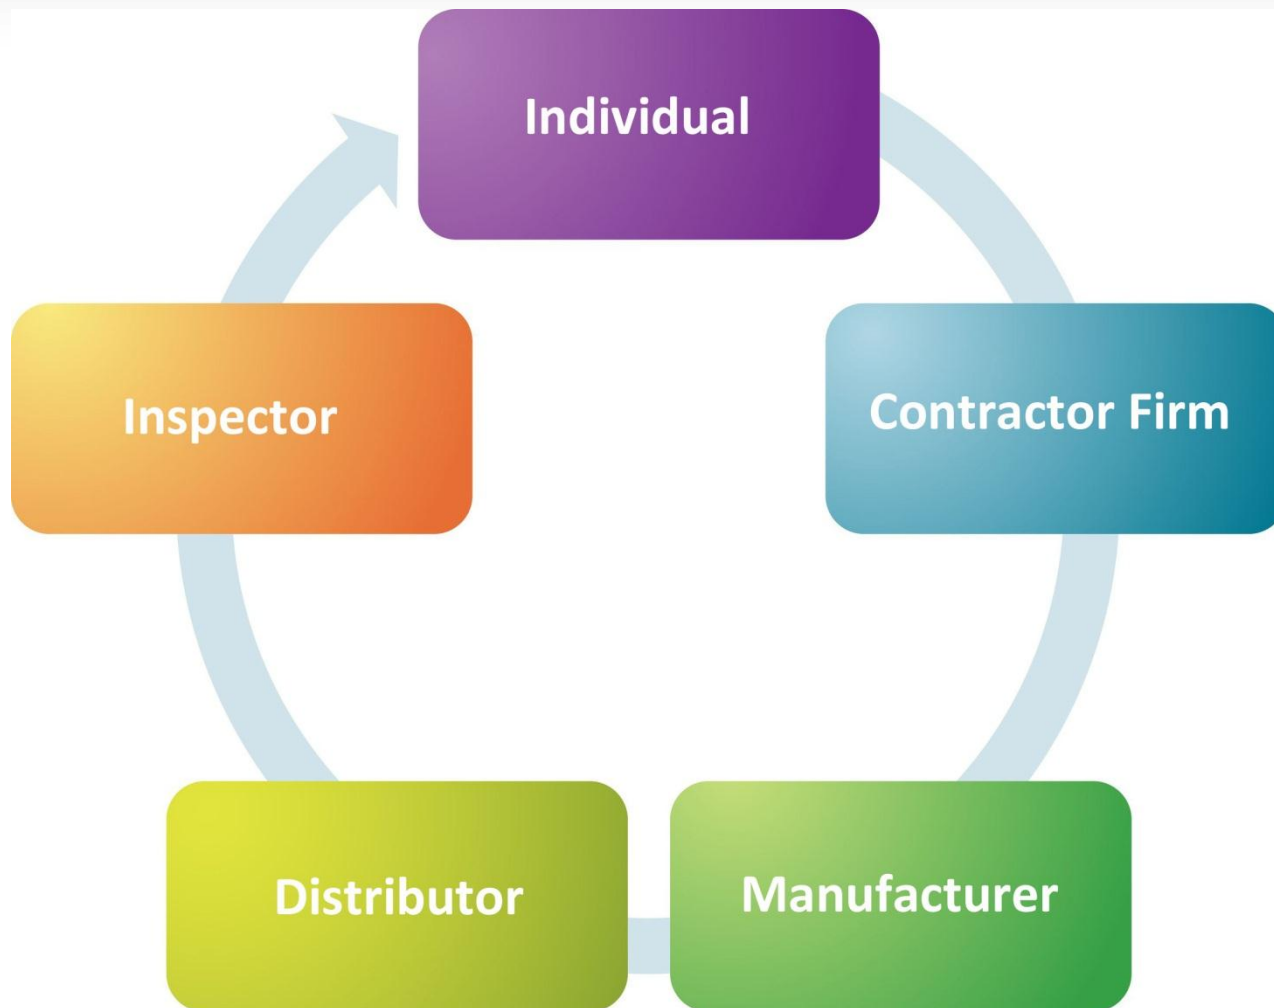 Individual
Contractor Firm
Manufacturer
Distributor
Inspector